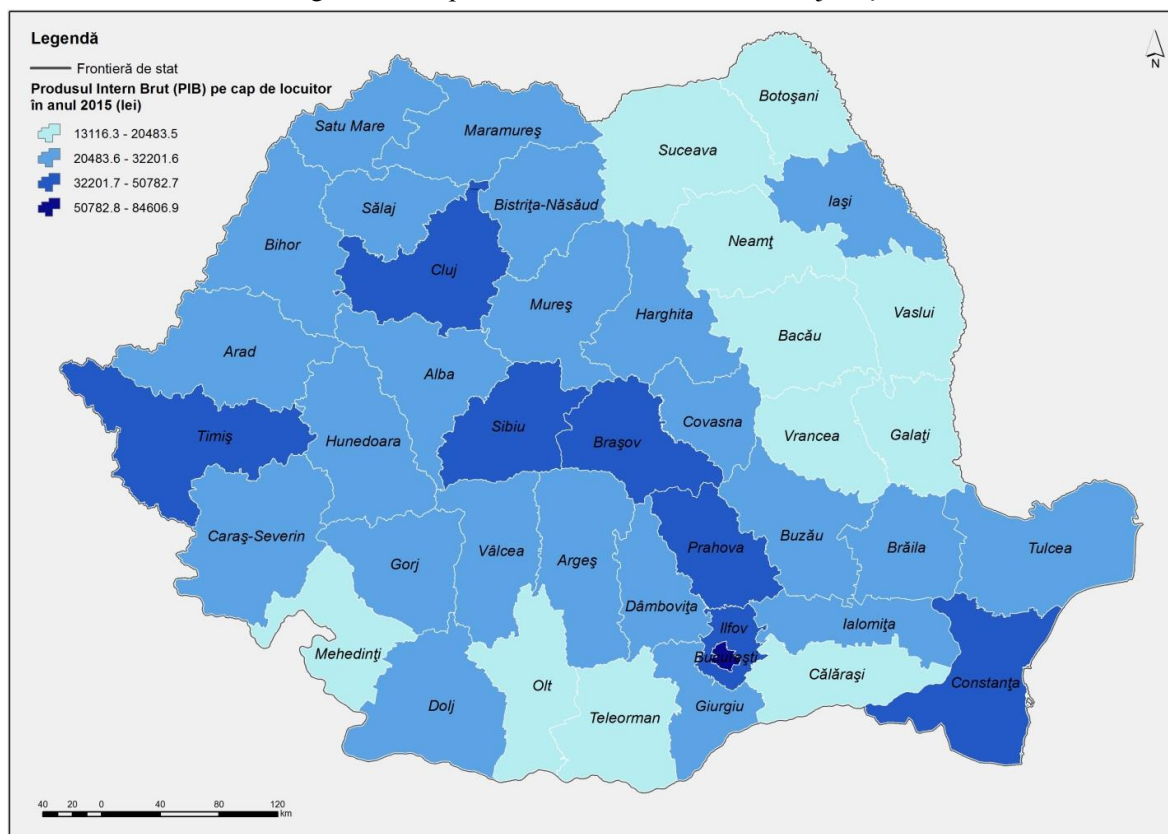 Legendă
Frontieră de stat
Produsul Intern Brut (PIB) pe cap de locuitor
în anul 2015 (lei)
13116.3 - 20483.5
20483.6 - 32201.6
32201.7 - 50782.7
50782.8 - 84606.9
N
Botoşani
Satu Mare
Maramureş
Suceava
Sălaj
Bistriţa-Năsăud
Iaşi
Bihor
Neamţ
Cluj
Mureş
Harghita
Vaslui
Bacău
Arad
Alba
Timiş
Hunedoara
Sibiu
Braşov
Covasna
Vrancea
Galaţi
Caraş-Severin
Gorj
Vâlcea
Argeş
Prahova
Buzău
Brăila
Tulcea
Dâmboviţa
Ilfov
Ialomiţa
Mehedinţi
Bucureşti
Călăraşi
Constanţa
Olt
Dolj
Teleorman
Giurgiu
40 20 0 40 80 120
km